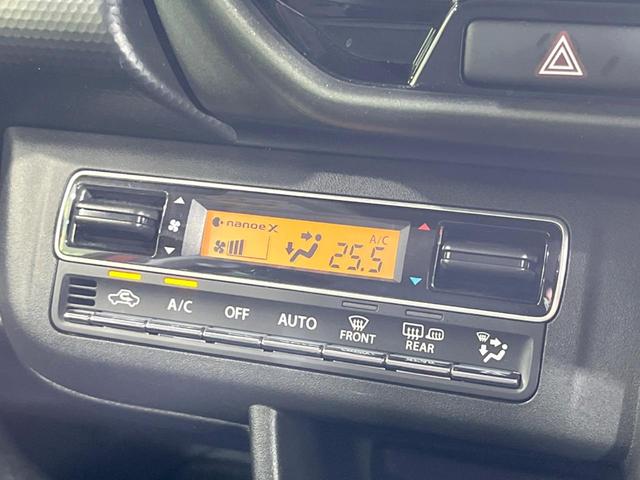 nanoe X
A/C
25.5
A/C
OFF
AUTO
FRONT
REAR